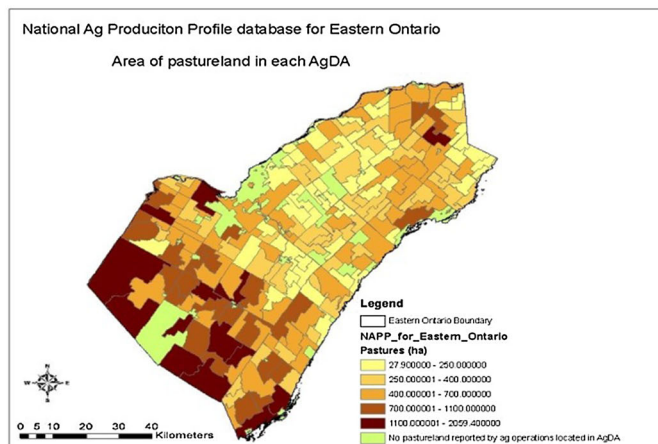 National Ag Produciton Profile database for Eastern Ontario
Area of pastureland in each AgDA
Legend
Eastern Ontario Boundary
NAPP_for_Eastern_Ontario
Pastures (ha)
27.900000 - 250.000000
250.000001 - 400.000000
400.000001 - 700.000000
700.000001 - 1100.000000
1100.000001 - 2059.400000
No pastureland reported by ag operations located in AgDA
N
W E
S
0 5 10 20 30 40
Kilometers